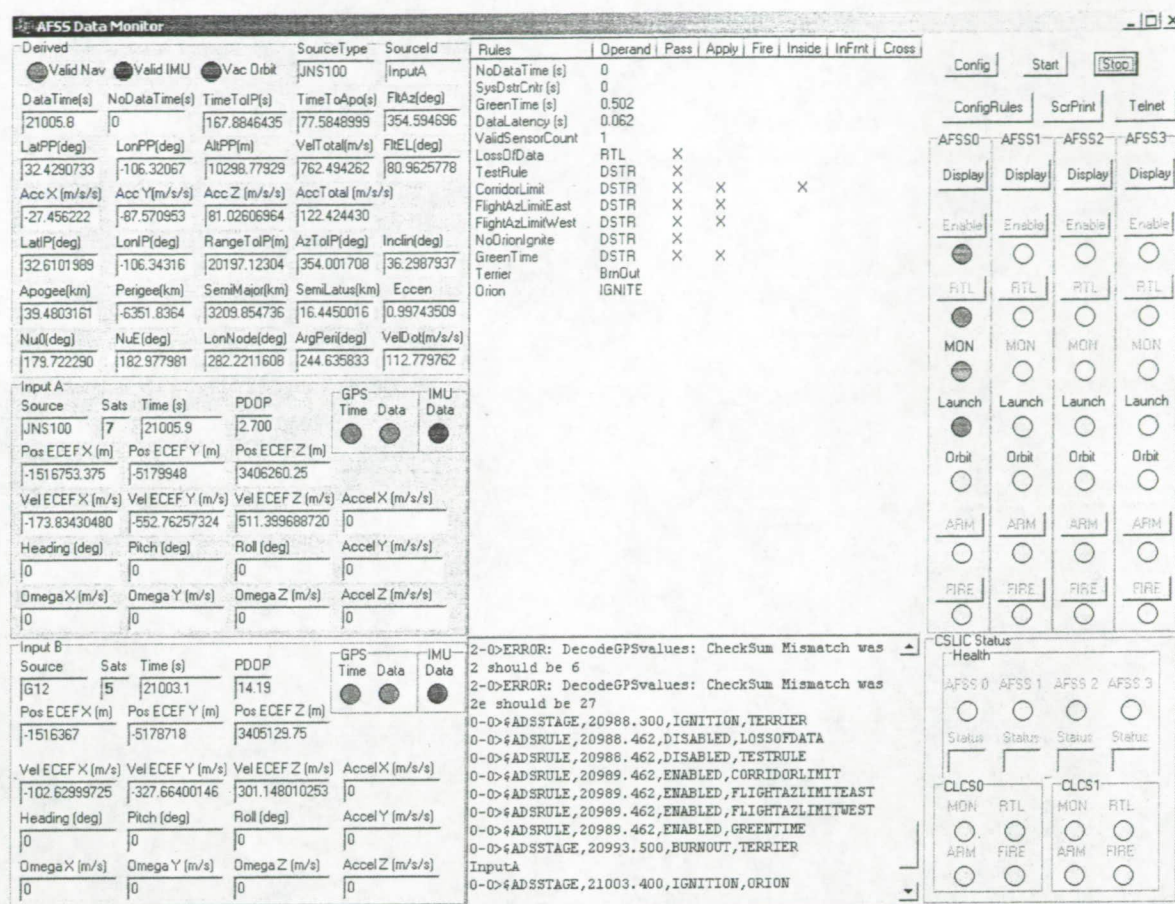 AFSS Data Monitor
Derived
Valid Nav Valid IMU Vac Orbit
SourceType SourceId
JNS100 InputA
DataTime(s) NoDataTime(s) TimeToIP(s) TimeToApo(s) FltAz(deg)
21005.8 0 167.8846435 77.5848999 354.594696
LatPP(deg) LonPP(deg) AltPP(m) VelTotal(m/s) FltEL(deg)
32.4290733 -106.32067 10298.77929 762.494262 80.9625778
Acc X (m/s/s) Acc Y(m/s/s) Acc Z (m/s/s) AccTotal (m/s/s)
-27.456222 -87.570953 81.02606964 122.424430
LatIP(deg) LonIP(deg) RangeToIP(m) AzToIP(deg) Inclin(deg)
32.6101989 -106.34316 20197.12304 354.001708 36.2987937
Apogee(km) Perigee(km) SemiMajor(km) SemiLatus(km) Eccen
39.4803161 -6351.8364 3209.854736 16.4450016 0.99743509
Nu0(deg) NuE(deg) LonNode(deg) ArgPeri(deg) VelDot(m/s/s)
179.722290 182.977981 282.2211608 244.635833 112.779762
Input A
Source Sats Time (s) PDOP
JNS100 7 21005.9 2.700
GPS IMU
Time Data Data
Pos ECEF X (m) Pos ECEF Y (m) Pos ECEF Z (m)
-1516753.375 -5179948 3406260.25
Vel ECEF X (m/s) Vel ECEF Y (m/s) Vel ECEF Z (m/s) Accel X (m/s/s)
-173.83430480 -552.76257324 511.399688720 0
Heading (deg) Pitch (deg) Roll (deg) Accel Y (m/s/s)
0 0 0 0
Omega X (m/s) Omega Y (m/s) Omega Z (m/s) Accel Z (m/s/s)
0 0 0 0
Input B
Source Sats Time (s) PDOP
G12 5 21003.1 14.19
GPS IMU
Time Data Data
Pos ECEF X (m) Pos ECEF Y (m) Pos ECEF Z (m)
-1516367 -5178718 3405129.75
Vel ECEF X (m/s) Vel ECEF Y (m/s) Vel ECEF Z (m/s) Accel X (m/s/s)
-102.62999725 -327.66400146 301.148010253 0
Heading (deg) Pitch (deg) Roll (deg) Accel Y (m/s/s)
0 0 0 0
Omega X (m/s) Omega Y (m/s) Omega Z (m/s) Accel Z (m/s/s)
0 0 0 0
Rules Operand Pass Apply Fire Inside InFrnt Cross
NoDataTime (s) 0
SysDstrCntr (s) 0
GreenTime (s) 0.502
DataLatency (s) 0.062
ValidSensorCount 1
LossOfData RTL X
TestRule DSTR X
CorridorLimit DSTR X X X
FlightAzLimitEast DSTR X X
FlightAzLimitWest DSTR X X
NoOrionIgnite DSTR X
GreenTime DSTR X X
Terrier BrnOut
Orion IGNITE
2-0>ERROR: DecodeGPSvalues: CheckSum Mismatch was
2 should be 6
2-0>ERROR: DecodeGPSvalues: CheckSum Mismatch was
2e should be 27
0-0>$ADSSTAGE,20988.300,IGNITION,TERRIER
0-0>$ADSRULE,20988.462,DISABLED,LOSSOFDATA
0-0>$ADSRULE,20988.462,DISABLED,TESTRULE
0-0>$ADSRULE,20989.462,ENABLED,CORRIDORLIMIT
0-0>$ADSRULE,20989.462,ENABLED,FLIGHTAZLIMITEAST
0-0>$ADSRULE,20989.462,ENABLED,FLIGHTAZLIMITWEST
0-0>$ADSRULE,20989.462,ENABLED,GREENTIME
0-0>$ADSSTAGE,20993.500,BURNOUT,TERRIER
InputA
0-0>$ADSSTAGE,21003.400,IGNITION,ORION
Config Start Stop
ConfigRules ScrPrint Telnet
AFSS0 AFSS1 AFSS2 AFSS3
Display Display Display Display
Enable Enable Enable Enable
RTL RTL RTL RTL
MON MON MON MON
Launch Launch Launch Launch
Orbit Orbit Orbit Orbit
ARM ARM ARM ARM
FIRE FIRE FIRE FIRE
CSLIC Status
Health
AFSS 0 AFSS 1 AFSS 2 AFSS 3
Status Status Status Status
CLCS0 CLCS1
MON RTL MON RTL
ARM FIRE ARM FIRE